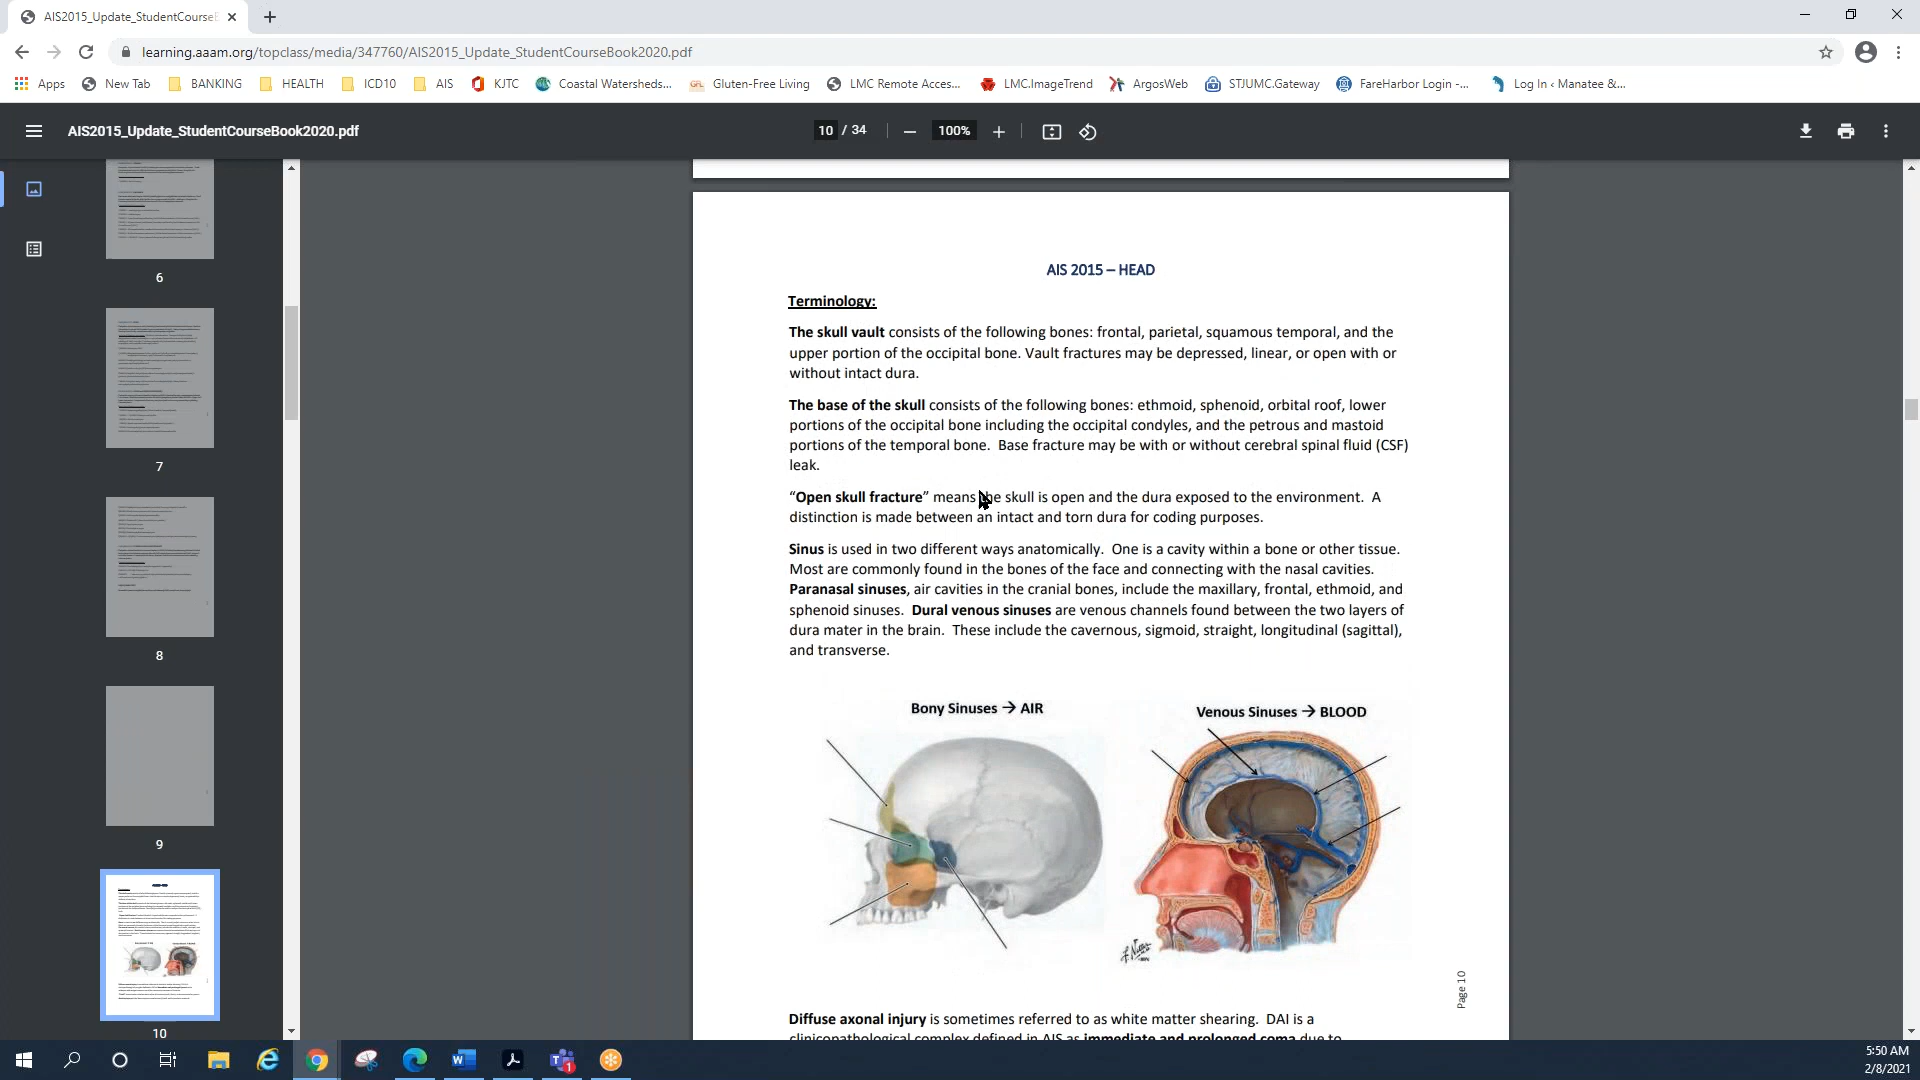 AIS2015_Update_StudentCourseE
learning.aaam.org/topclass/media/347760/AIS2015_Update_StudentCourseBook2020.pdf
Apps New Tab BANKING HEALTH ICD10 AIS KJTC Coastal Watersheds... Gluten-Free Living LMC Remote Acces... LMC.ImageTrend ArgosWeb STJUMC.Gateway FareHarbor Login -... Log In ‹ Manatee &...
AIS2015_Update_StudentCourseBook2020.pdf 10 / 34 100%
6
7
8
9
10
AIS 2015 – HEAD
Terminology:
The skull vault consists of the following bones: frontal, parietal, squamous temporal, and the
upper portion of the occipital bone. Vault fractures may be depressed, linear, or open with or
without intact dura.
The base of the skull consists of the following bones: ethmoid, sphenoid, orbital roof, lower
portions of the occipital bone including the occipital condyles, and the petrous and mastoid
portions of the temporal bone. Base fracture may be with or without cerebral spinal fluid (CSF)
leak.
“Open skull fracture” means the skull is open and the dura exposed to the environment. A
distinction is made between an intact and torn dura for coding purposes.
Sinus is used in two different ways anatomically. One is a cavity within a bone or other tissue.
Most are commonly found in the bones of the face and connecting with the nasal cavities.
Paranasal sinuses, air cavities in the cranial bones, include the maxillary, frontal, ethmoid, and
sphenoid sinuses. Dural venous sinuses are venous channels found between the two layers of
dura mater in the brain. These include the cavernous, sigmoid, straight, longitudinal (sagittal),
and transverse.
Bony Sinuses → AIR
Venous Sinuses → BLOOD
Page 10
Diffuse axonal injury is sometimes referred to as white matter shearing. DAI is a
clinicopathological complex defined in AIS as immediate and prolonged coma due to
1
5:50 AM
2/8/2021